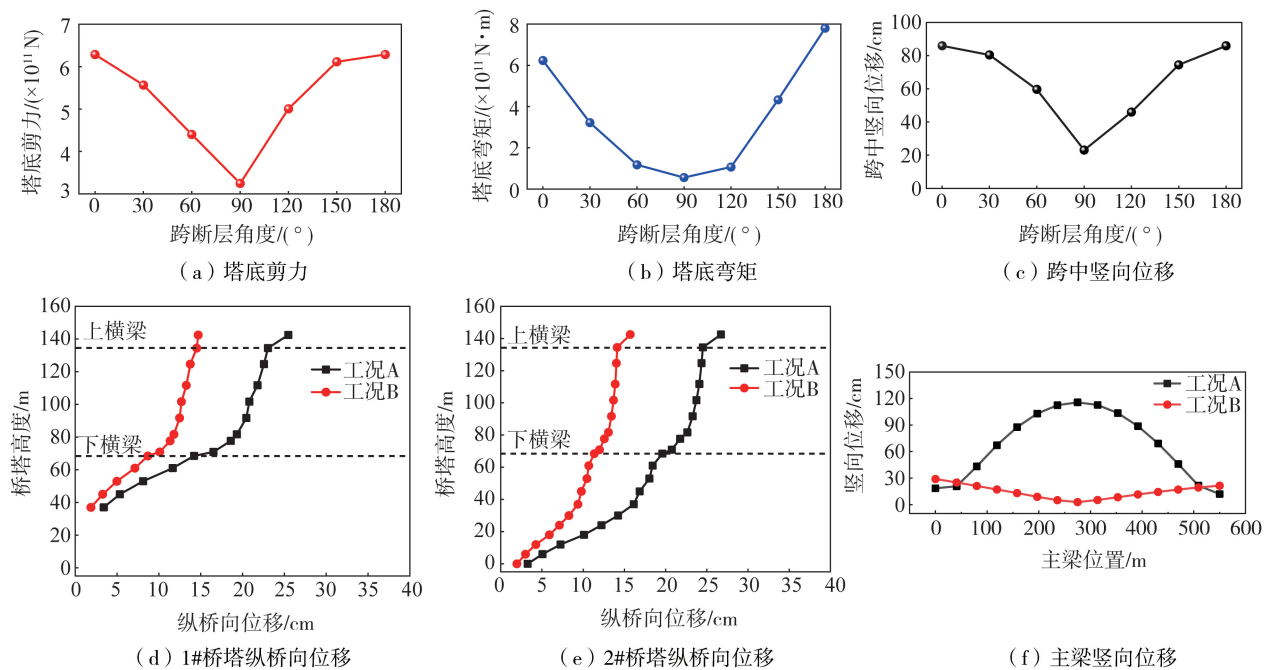 塔底剪力/(×10¹¹ N)
7
6
5
4
3
0 30 60 90 120 150 180
跨断层角度/(°)
(a)塔底剪力
塔底弯矩/(×10¹¹ N·m)
8
6
4
2
0
0 30 60 90 120 150 180
跨断层角度/(°)
(b)塔底弯矩
跨中竖向位移/cm
100
80
60
40
20
0
0 30 60 90 120 150 180
跨断层角度/(°)
(c)跨中竖向位移
桥塔高度/m
160
140
120
100
80
60
40
20
0
上横梁
工况A
工况B
下横梁
0 5 10 15 20 25 30 40
纵桥向位移/cm
(d)1#桥塔纵桥向位移
桥塔高度/m
160
140
120
100
80
60
40
20
0
上横梁
工况A
工况B
下横梁
0 5 10 15 20 25 30 40
纵桥向位移/cm
(e)2#桥塔纵桥向位移
竖向位移/cm
150
120
90
60
30
0
工况A
工况B
0 100 200 300 400 500 600
主梁位置/m
(f)主梁竖向位移